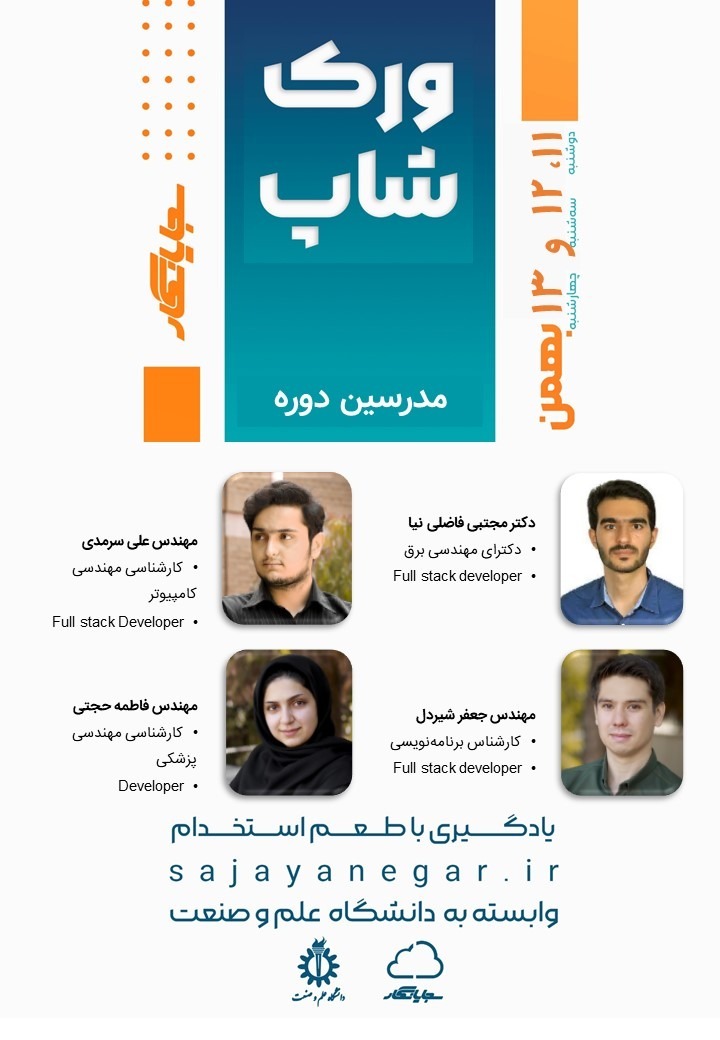 ورک
شاپ
۱۱، ۱۲ و ۱۳ بهمن
دوشنبه سه‌شنبه چهارشنبه
سجایانگار
مدرسین دوره
دکتر مجتبی فاضلی نیا
• دکترای مهندسی برق
• Full stack developer
مهندس علی سرمدی
• کارشناسی مهندسی
کامپیوتر
• Full stack Developer
مهندس جعفر شیردل
• کارشناس برنامه‌نویسی
• Full stack developer
مهندس فاطمه حجتی
• کارشناسی مهندسی
پزشکی
• Developer
یادگـــیری با طـــعـــم استـــخـــدام
sajayanegar.ir
وابسته به دانشگاه علم و صنعت
سجایانگار
دانشگاه علم و صنعت